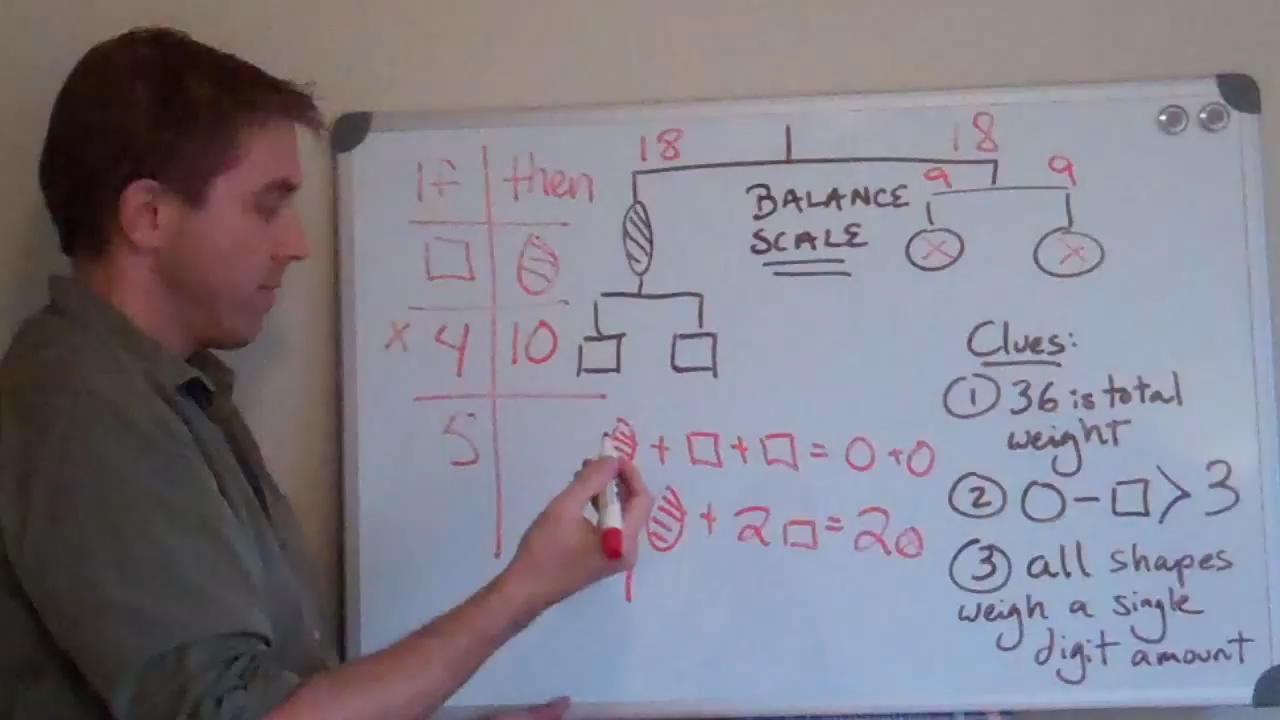 18 18
9 9
BALANCE
SCALE
X X
If then
□
X 4 10
5
+ □ + □ = O + O
+ 2 □ = 2 O
Clues:
① 36 is total
weight
② O - □ > 3
③ all shapes
weigh a single
digit amount